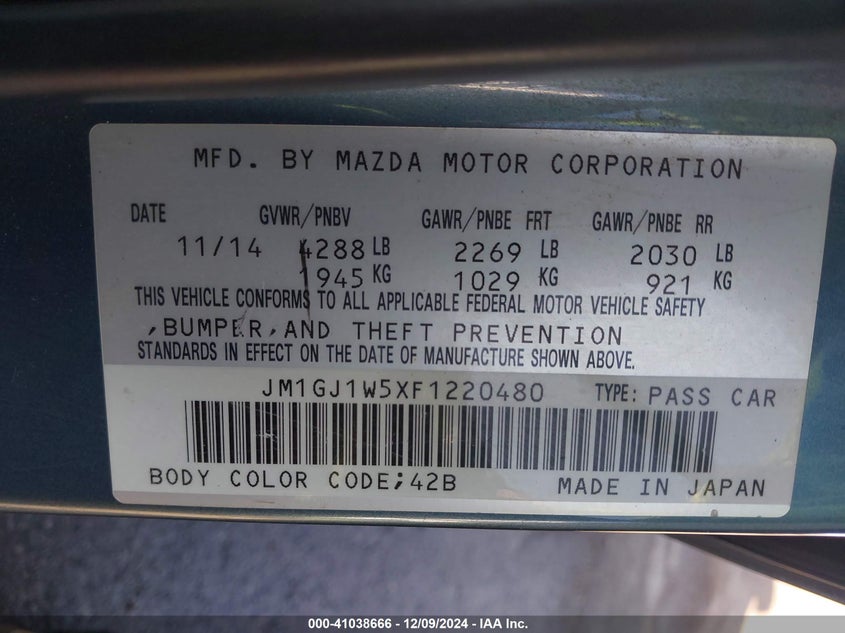 MFD. BY MAZDA MOTOR CORPORATION
DATE GVWR/PNBV GAWR/PNBE FRT GAWR/PNBE RR
11/14 4288 LB 2269 LB 2030 LB
1945 KG 1029 KG 921 KG
THIS VEHICLE CONFORMS TO ALL APPLICABLE FEDERAL MOTOR VEHICLE SAFETY
,BUMPER,AND THEFT PREVENTION
STANDARDS IN EFFECT ON THE DATE OF MANUFACTURE SHOWN ABOVE.
JM1GJ1W5XF1220480 TYPE: PASS CAR
BODY COLOR CODE;42B MADE IN JAPAN
000-41038666 - 12/09/2024 - IAA Inc.